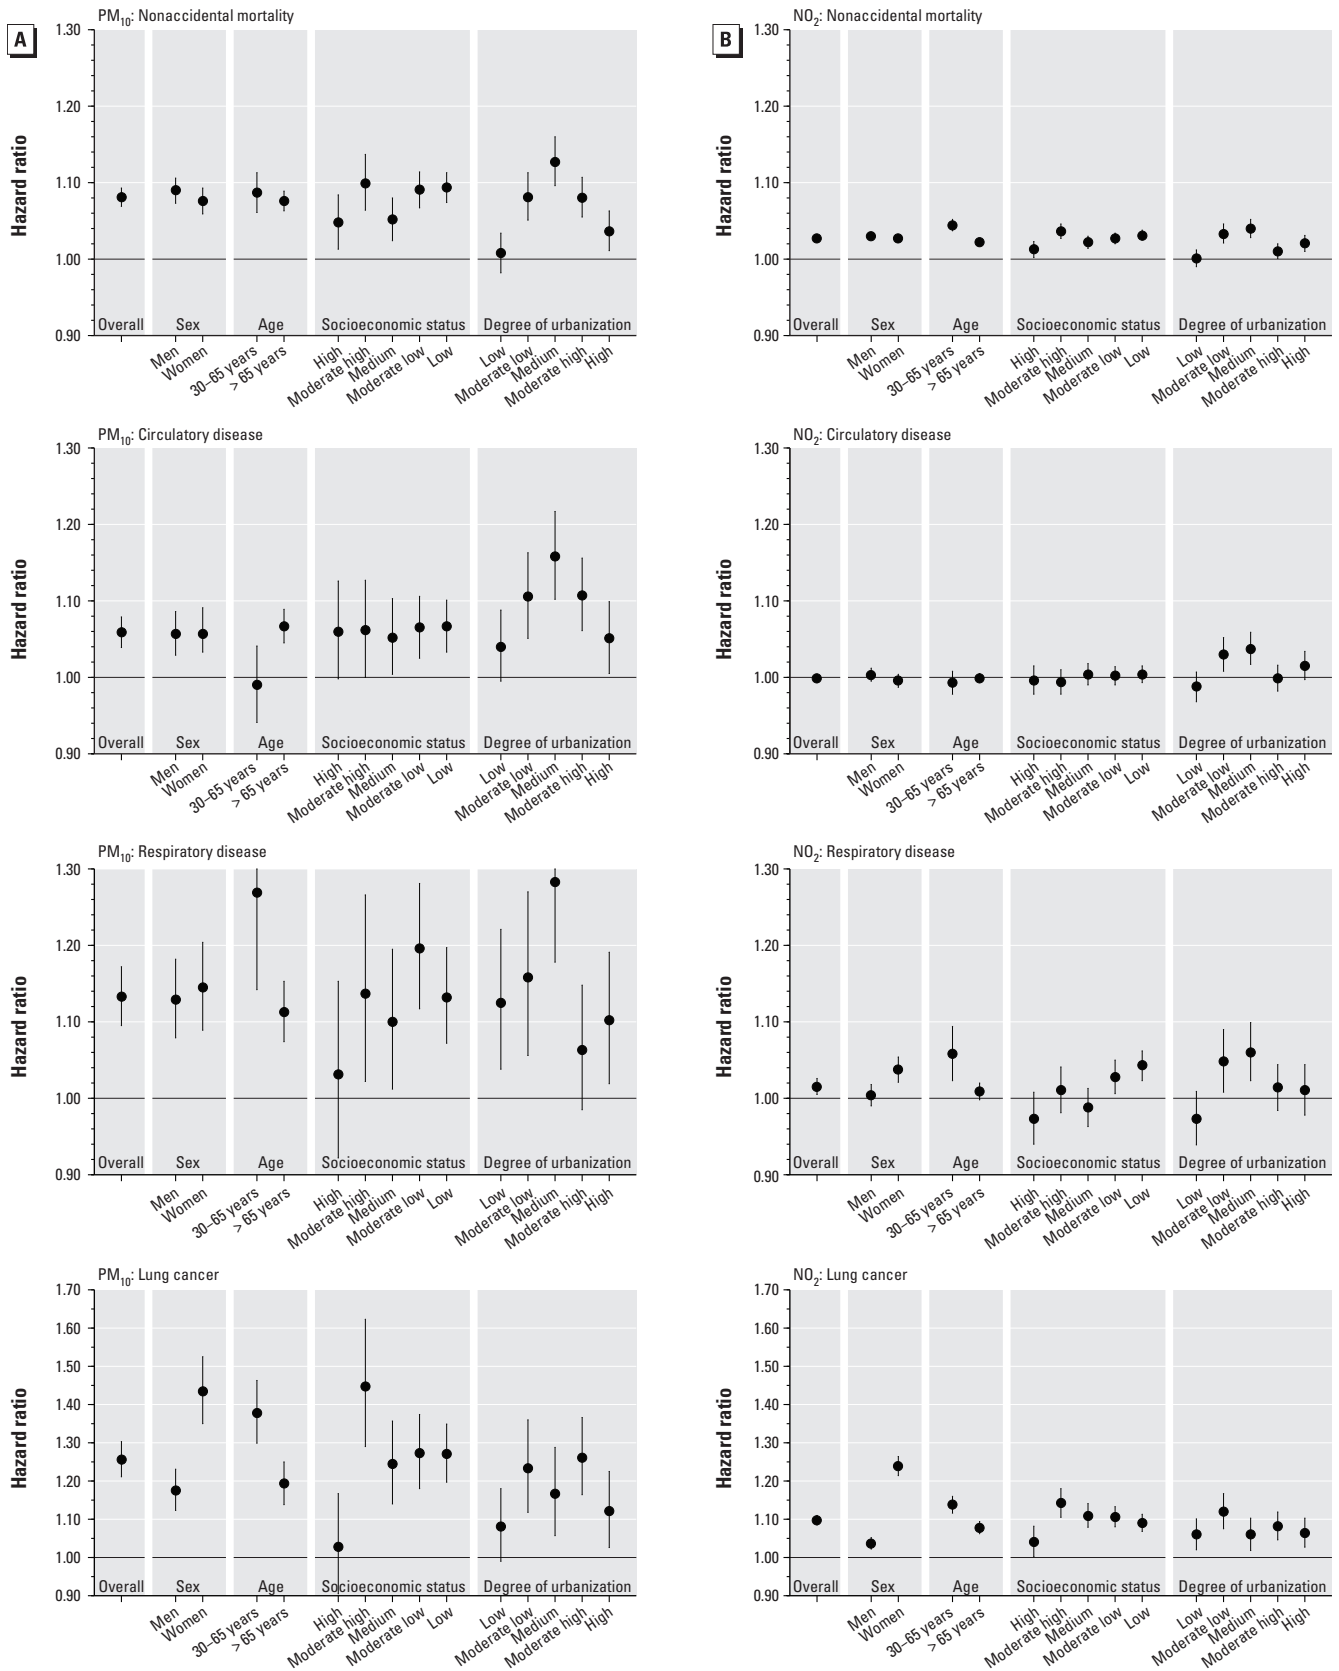 A
PM10: Nonaccidental mortality
Hazard ratio
1.30
1.20
1.10
1.00
0.90
Overall Sex Age Socioeconomic status Degree of urbanization
Men Women 30–65 years > 65 years High Moderate high Medium Moderate low Low Low Moderate low Medium Moderate high High
B
NO2: Nonaccidental mortality
Hazard ratio
1.30
1.20
1.10
1.00
0.90
Overall Sex Age Socioeconomic status Degree of urbanization
Men Women 30–65 years > 65 years High Moderate high Medium Moderate low Low Low Moderate low Medium Moderate high High
PM10: Circulatory disease
Hazard ratio
1.30
1.20
1.10
1.00
0.90
Overall Sex Age Socioeconomic status Degree of urbanization
Men Women 30–65 years > 65 years High Moderate high Medium Moderate low Low Low Moderate low Medium Moderate high High
NO2: Circulatory disease
Hazard ratio
1.30
1.20
1.10
1.00
0.90
Overall Sex Age Socioeconomic status Degree of urbanization
Men Women 30–65 years > 65 years High Moderate high Medium Moderate low Low Low Moderate low Medium Moderate high High
PM10: Respiratory disease
Hazard ratio
1.30
1.20
1.10
1.00
0.90
Overall Sex Age Socioeconomic status Degree of urbanization
Men Women 30–65 years > 65 years High Moderate high Medium Moderate low Low Low Moderate low Medium Moderate high High
NO2: Respiratory disease
Hazard ratio
1.30
1.20
1.10
1.00
0.90
Overall Sex Age Socioeconomic status Degree of urbanization
Men Women 30–65 years > 65 years High Moderate high Medium Moderate low Low Low Moderate low Medium Moderate high High
PM10: Lung cancer
Hazard ratio
1.70
1.60
1.50
1.40
1.30
1.20
1.10
1.00
0.90
Overall Sex Age Socioeconomic status Degree of urbanization
Men Women 30–65 years > 65 years High Moderate high Medium Moderate low Low Low Moderate low Medium Moderate high High
NO2: Lung cancer
Hazard ratio
1.70
1.60
1.50
1.40
1.30
1.20
1.10
1.00
0.90
Overall Sex Age Socioeconomic status Degree of urbanization
Men Women 30–65 years > 65 years High Moderate high Medium Moderate low Low Low Moderate low Medium Moderate high High